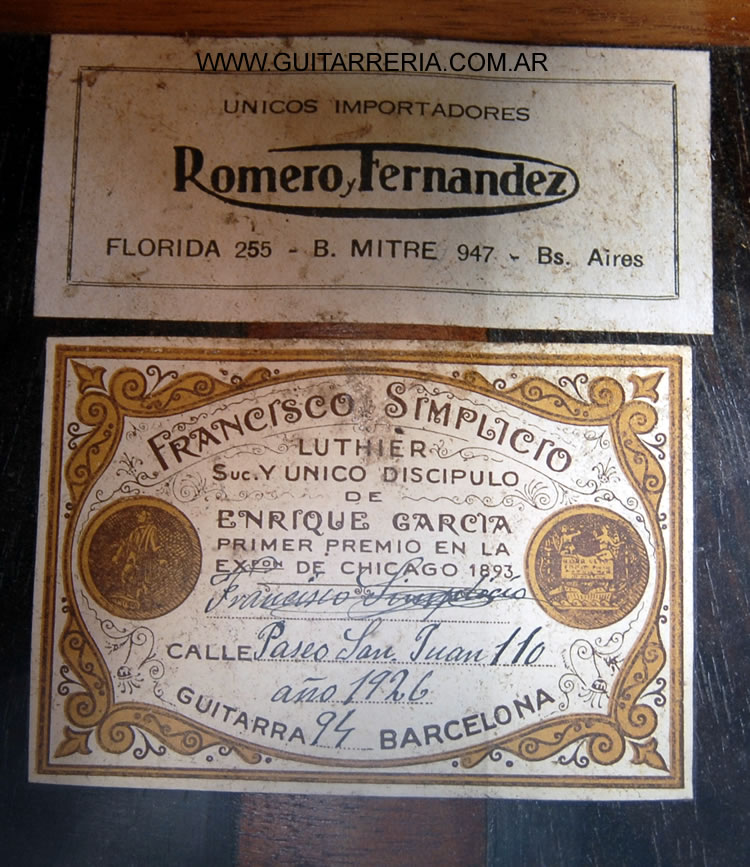 WWW.GUITARRERIA.COM.AR
UNICOS IMPORTADORES
Romero y Fernandez
FLORIDA 255 - B. MITRE 947 - Bs. Aires
FRANCISCO SIMPLICIO
LUTHIÈR
Suc. Y UNICO DISCIPULO
DE
ENRIQUE GARCIA
PRIMER PREMIO EN LA
EXPON DE CHICAGO 1893
Francisco Simplicio
CALLE Paseo San Juan 110
año 1926
GUITARRA 94 BARCELONA